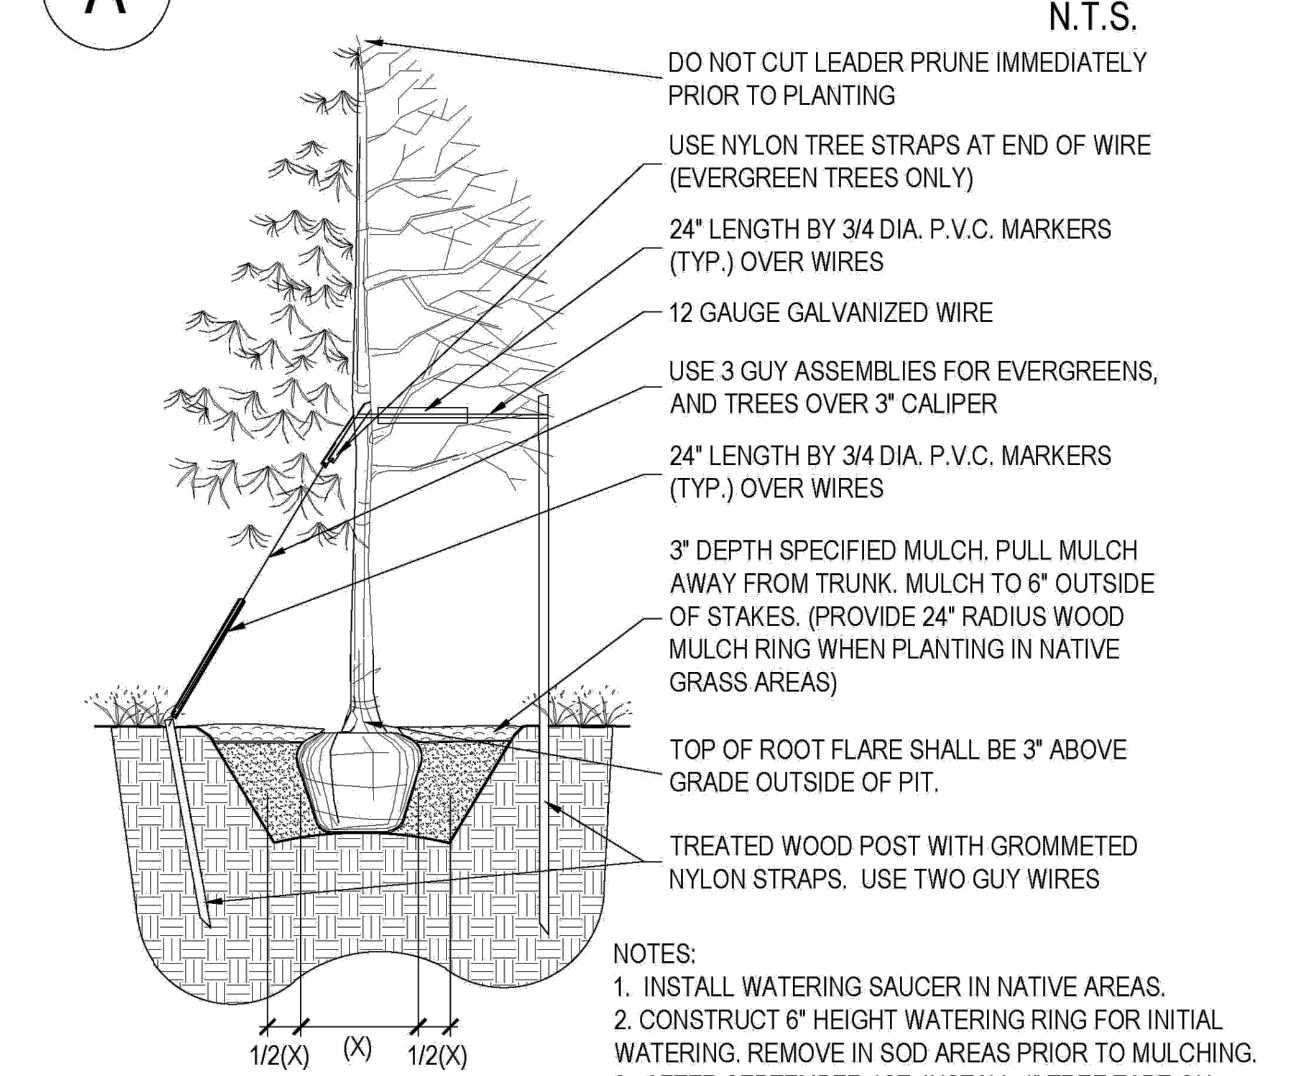 A
N.T.S.
DO NOT CUT LEADER PRUNE IMMEDIATELY
PRIOR TO PLANTING
USE NYLON TREE STRAPS AT END OF WIRE
(EVERGREEN TREES ONLY)
24" LENGTH BY 3/4 DIA. P.V.C. MARKERS
(TYP.) OVER WIRES
12 GAUGE GALVANIZED WIRE
USE 3 GUY ASSEMBLIES FOR EVERGREENS,
AND TREES OVER 3" CALIPER
24" LENGTH BY 3/4 DIA. P.V.C. MARKERS
(TYP.) OVER WIRES
3" DEPTH SPECIFIED MULCH. PULL MULCH
AWAY FROM TRUNK. MULCH TO 6" OUTSIDE
OF STAKES. (PROVIDE 24" RADIUS WOOD
MULCH RING WHEN PLANTING IN NATIVE
GRASS AREAS)
TOP OF ROOT FLARE SHALL BE 3" ABOVE
GRADE OUTSIDE OF PIT.
TREATED WOOD POST WITH GROMMETED
NYLON STRAPS. USE TWO GUY WIRES
1/2(X) (X) 1/2(X)
NOTES:
1. INSTALL WATERING SAUCER IN NATIVE AREAS.
2. CONSTRUCT 6" HEIGHT WATERING RING FOR INITIAL
WATERING. REMOVE IN SOD AREAS PRIOR TO MULCHING.